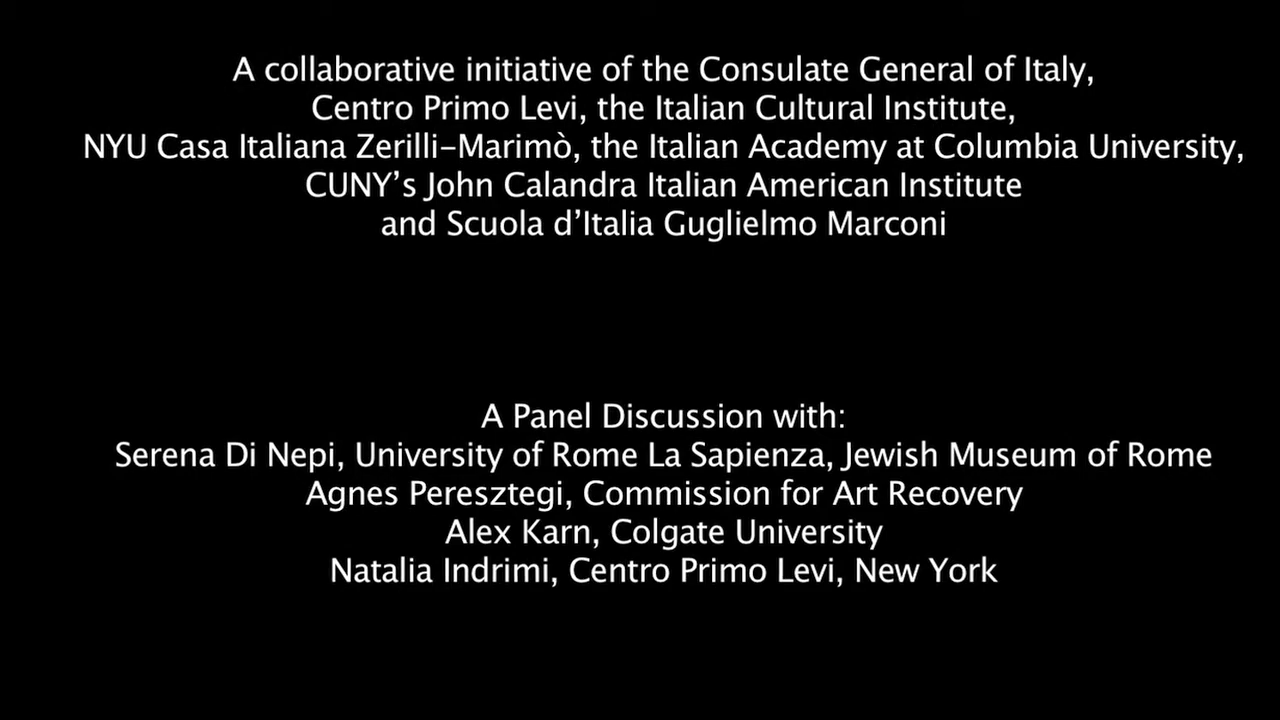 A collaborative initiative of the Consulate General of Italy,
Centro Primo Levi, the Italian Cultural Institute,
NYU Casa Italiana Zerilli-Marimò, the Italian Academy at Columbia University,
CUNY’s John Calandra Italian American Institute
and Scuola d’Italia Guglielmo Marconi
A Panel Discussion with:
Serena Di Nepi, University of Rome La Sapienza, Jewish Museum of Rome
Agnes Peresztegi, Commission for Art Recovery
Alex Karn, Colgate University
Natalia Indrimi, Centro Primo Levi, New York